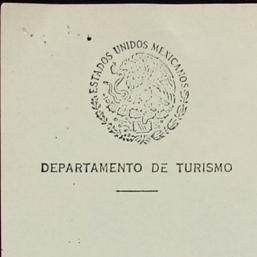 ESTADOS UNIDOS MEXICANOS
DEPARTAMENTO DE TURISMO